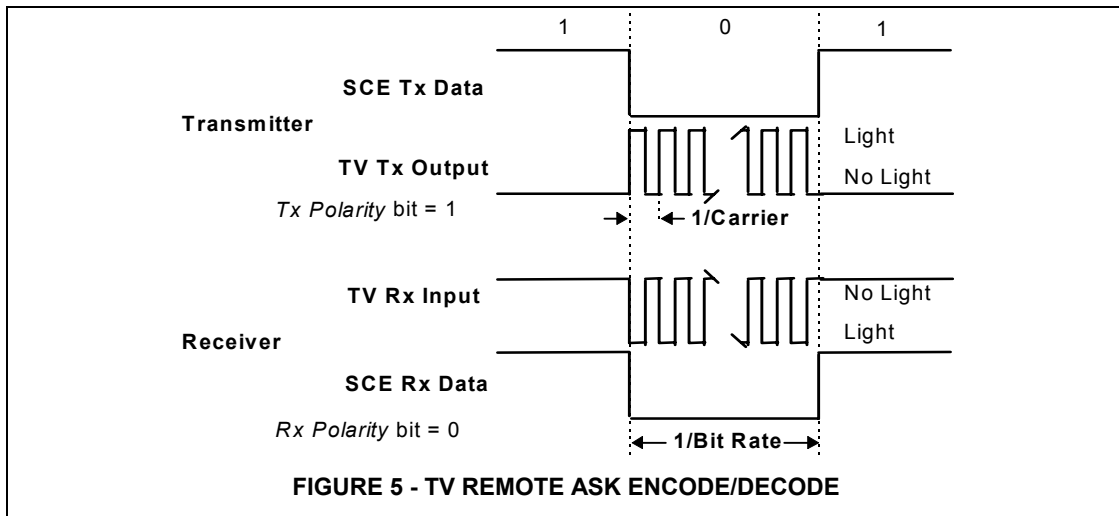 1 0 1
SCE Tx Data
Transmitter
Light
TV Tx Output
No Light
Tx Polarity bit = 1
1/Carrier
TV Rx Input
No Light
Receiver
Light
SCE Rx Data
Rx Polarity bit = 0
1/Bit Rate
FIGURE 5 - TV REMOTE ASK ENCODE/DECODE